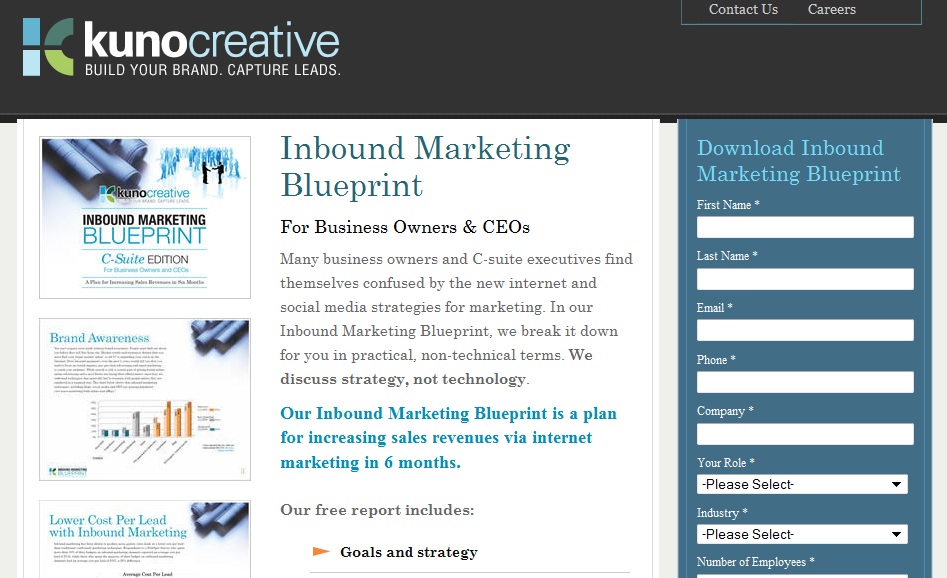 Contact Us Careers
kunocreative
BUILD YOUR BRAND. CAPTURE LEADS.
kunocreative
INBOUND MARKETING
BLUEPRINT
C-Suite EDITION
For Business Owners and CEOs
A Plan for Increasing Sales Revenues in Six Months
Brand Awareness
INBOUND MARKETING
BLUEPRINT
Lower Cost Per Lead
with Inbound Marketing
Average Cost Per Lead
Inbound Marketing
Blueprint
For Business Owners & CEOs
Many business owners and C-suite executives find
themselves confused by the new internet and
social media strategies for marketing. In our
Inbound Marketing Blueprint, we break it down
for you in practical, non-technical terms. We
discuss strategy, not technology.
Our Inbound Marketing Blueprint is a plan
for increasing sales revenues via internet
marketing in 6 months.
Our free report includes:
Goals and strategy
Download Inbound
Marketing Blueprint
First Name *
Last Name *
Email *
Phone *
Company *
Your Role *
-Please Select-
Industry *
-Please Select-
Number of Employees *